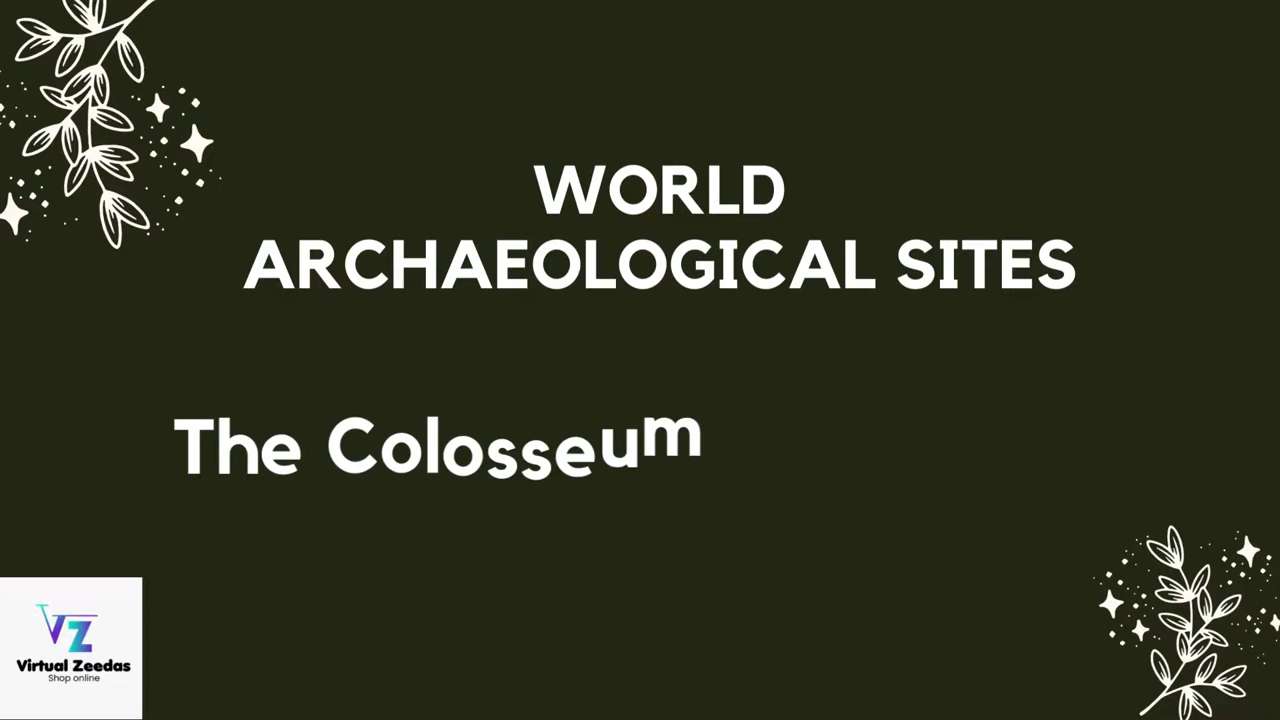 WORLD
ARCHAEOLOGICAL SITES
The Colosseum
VZ
Virtual Zeedas
Shop online